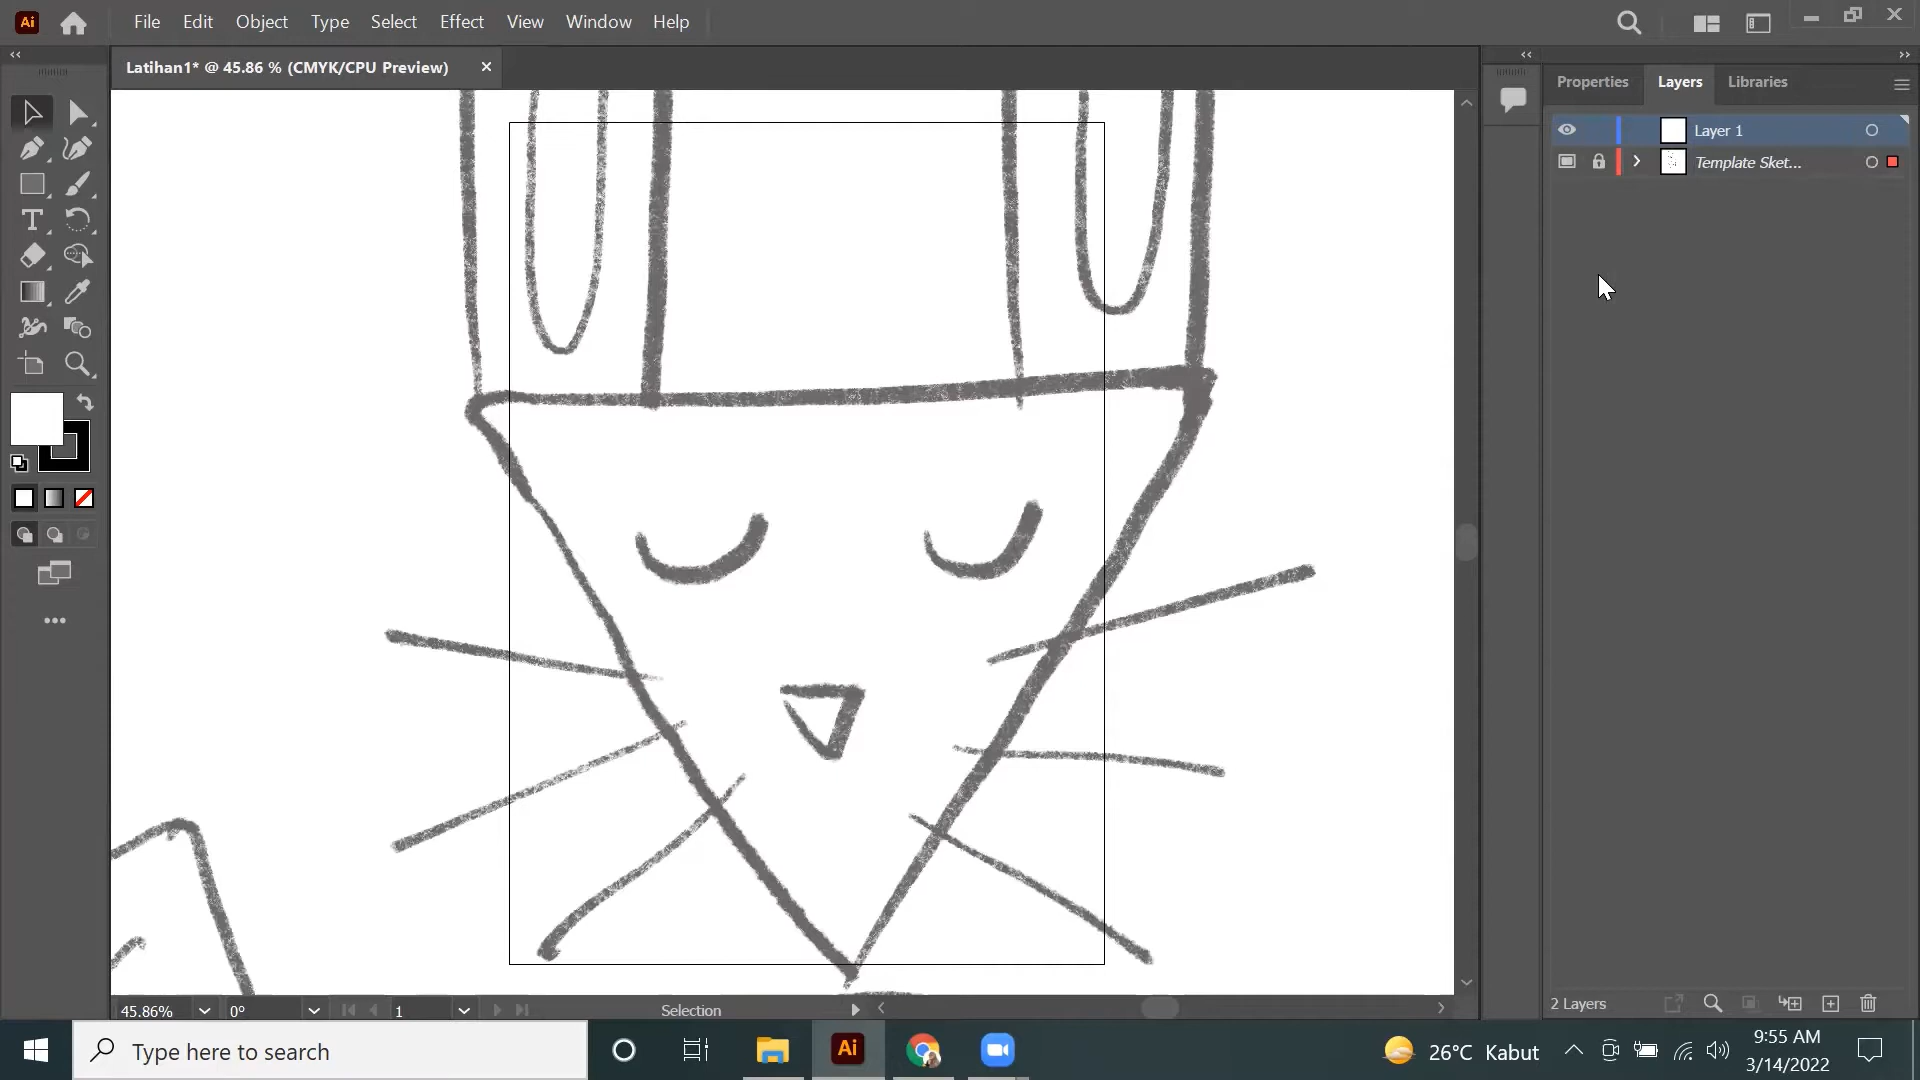 Ai File Edit Object Type Select Effect View Window Help
Latihan1* @ 45.86 % (CMYK/CPU Preview)
Properties Layers Libraries
Layer 1
Template Sket...
45.86% 0° 1 Selection
2 Layers
Type here to search
Ai
26°C Kabut
9:55 AM
3/14/2022